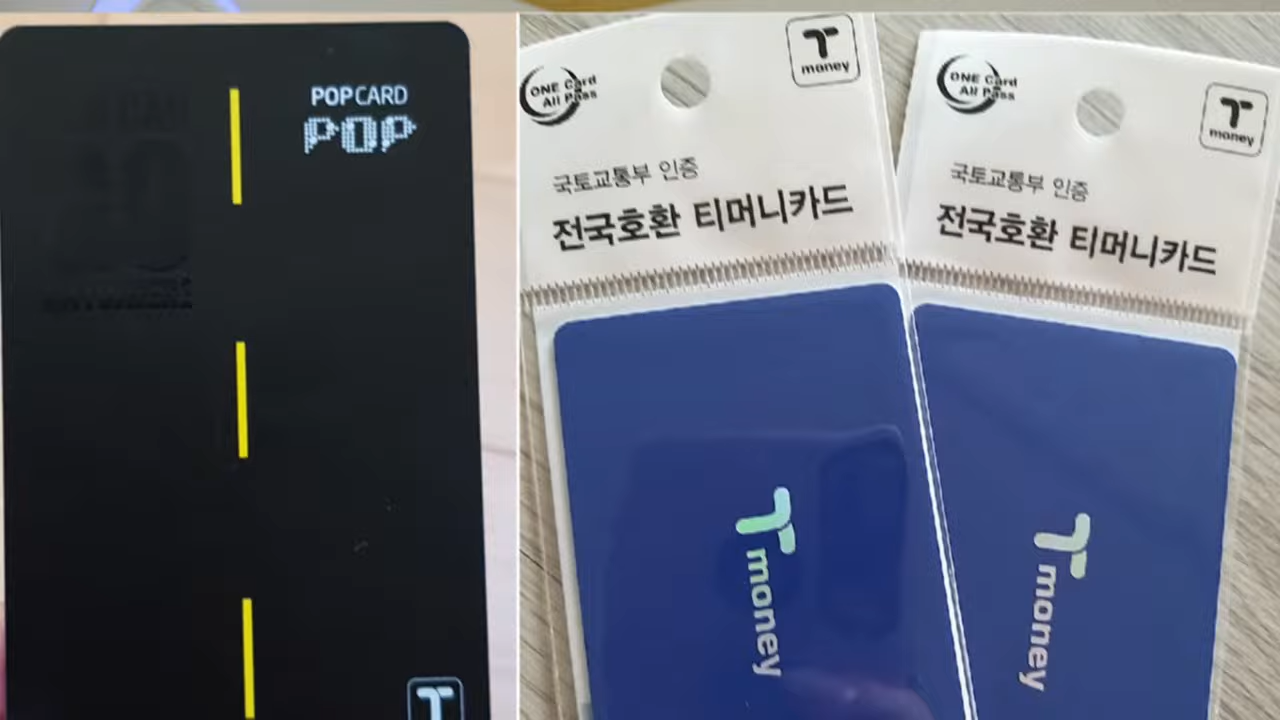 POPCARD
POP
T
ONE Card
All Pass
T
money
국토교통부 인증
전국호환 티머니카드
T
money
ONE Card
All Pass
T
money
국토교통부 인증
전국호환 티머니카드
T
money